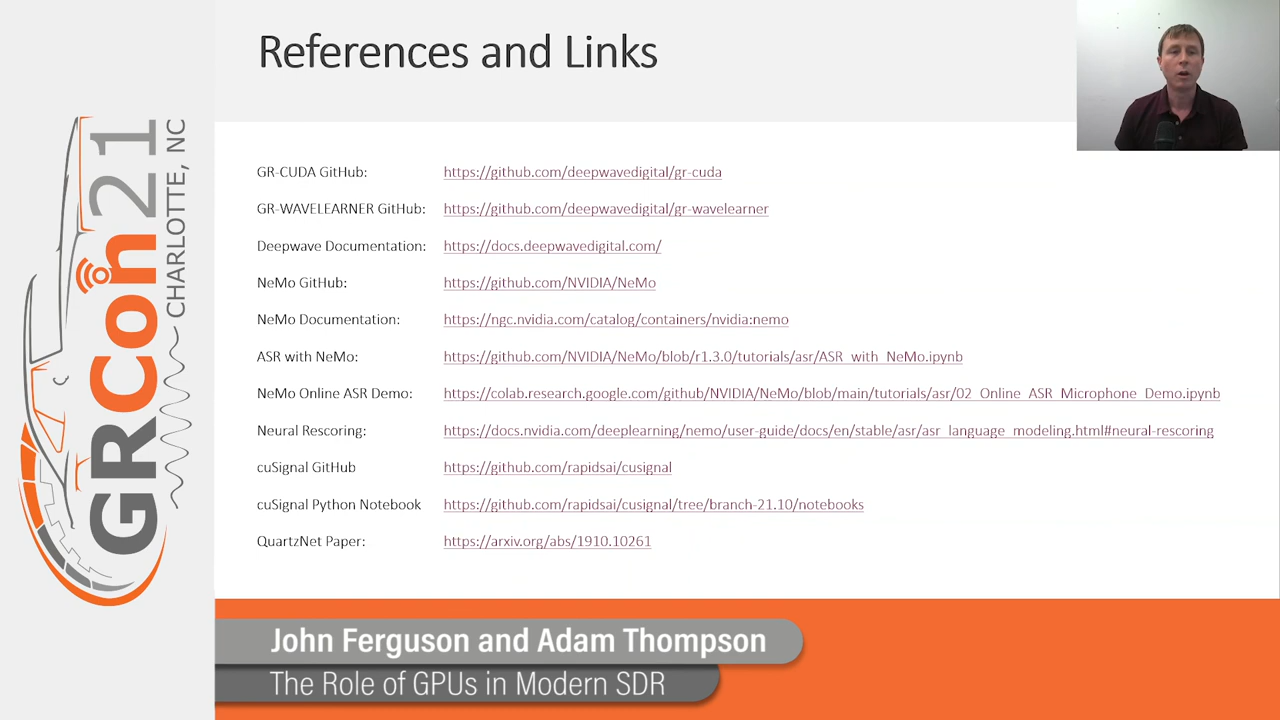 References and Links
GR-CUDA GitHub: https://github.com/deepwavedigital/gr-cuda
GR-WAVELEARNER GitHub: https://github.com/deepwavedigital/gr-wavelearner
Deepwave Documentation: https://docs.deepwavedigital.com/
NeMo GitHub: https://github.com/NVIDIA/NeMo
NeMo Documentation: https://ngc.nvidia.com/catalog/containers/nvidia:nemo
ASR with NeMo: https://github.com/NVIDIA/NeMo/blob/r1.3.0/tutorials/asr/ASR_with_NeMo.ipynb
NeMo Online ASR Demo: https://colab.research.google.com/github/NVIDIA/NeMo/blob/main/tutorials/asr/02_Online_ASR_Microphone_Demo.ipynb
Neural Rescoring: https://docs.nvidia.com/deeplearning/nemo/user-guide/docs/en/stable/asr/asr_language_modeling.html#neural-rescoring
cuSignal GitHub https://github.com/rapidsai/cusignal
cuSignal Python Notebook https://github.com/rapidsai/cusignal/tree/branch-21.10/notebooks
QuartzNet Paper: https://arxiv.org/abs/1910.10261
GRCon21
CHARLOTTE, NC
John Ferguson and Adam Thompson
The Role of GPUs in Modern SDR